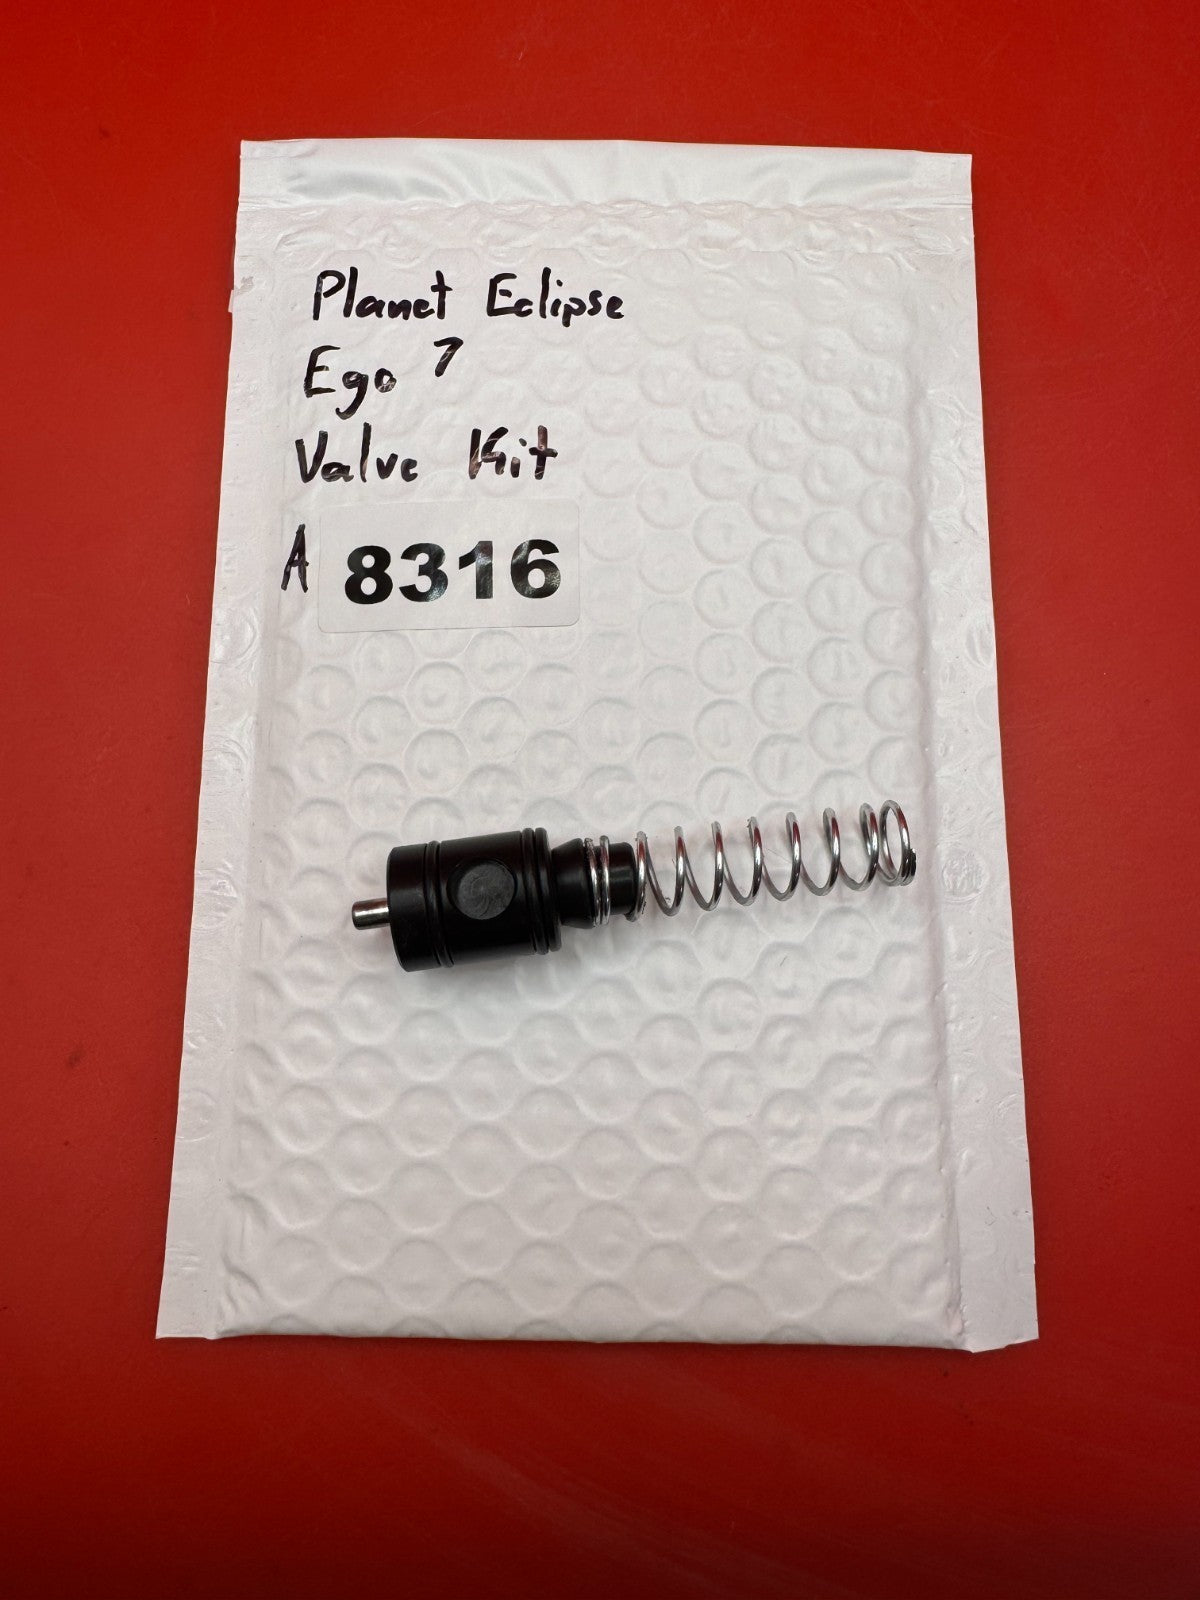 Planet Eclipse
Ego 7
Valve Kit
A 8316